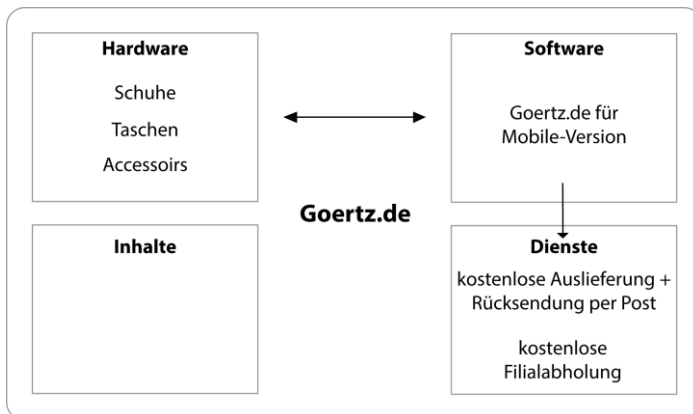 Hardware
Schuhe
Taschen
Accessoirs
Software
Goertz.de für
Mobile-Version
Goertz.de
Inhalte
Dienste
kostenlose Auslieferung +
Rücksendung per Post
kostenlose
Filialabholung